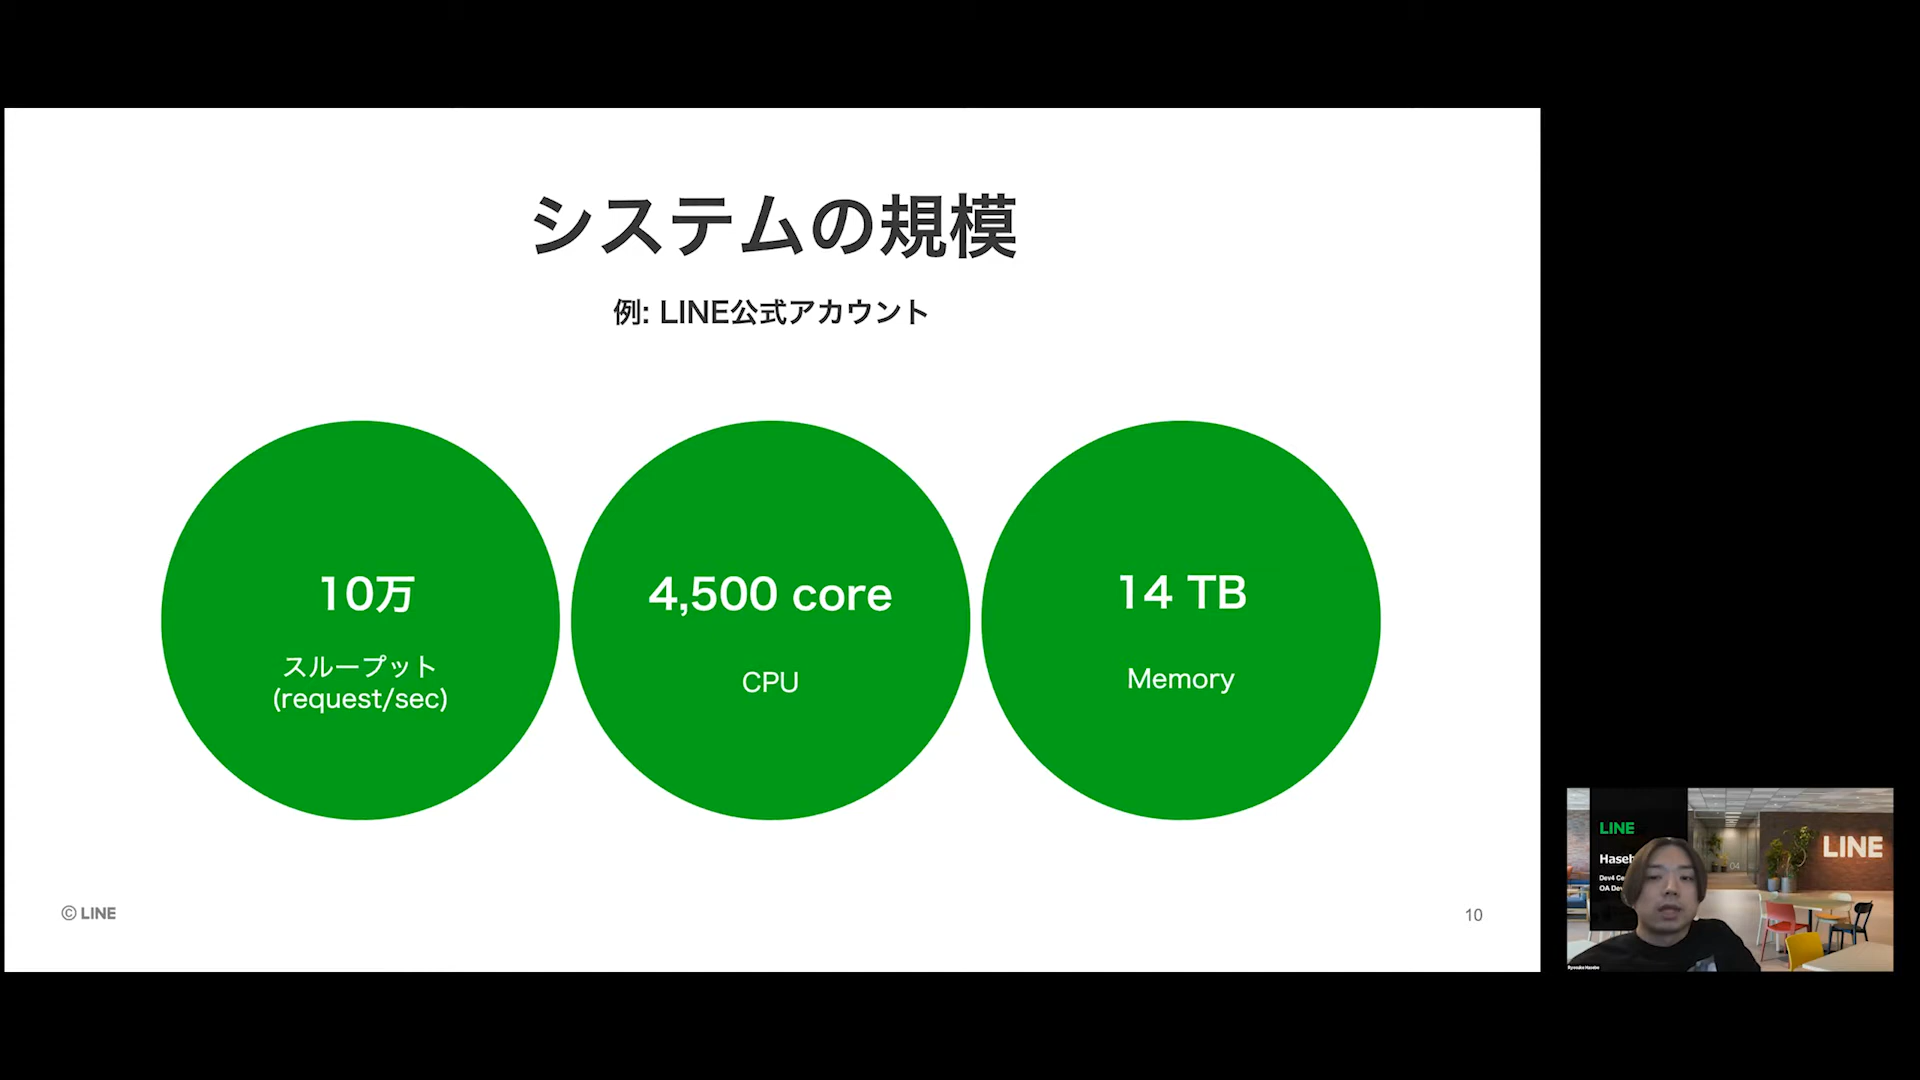 システムの規模
例: LINE公式アカウント
10万
スループット
(request/sec)
4,500 core
CPU
14 TB
Memory
© LINE
10
LINE
LINE
04
Dev4